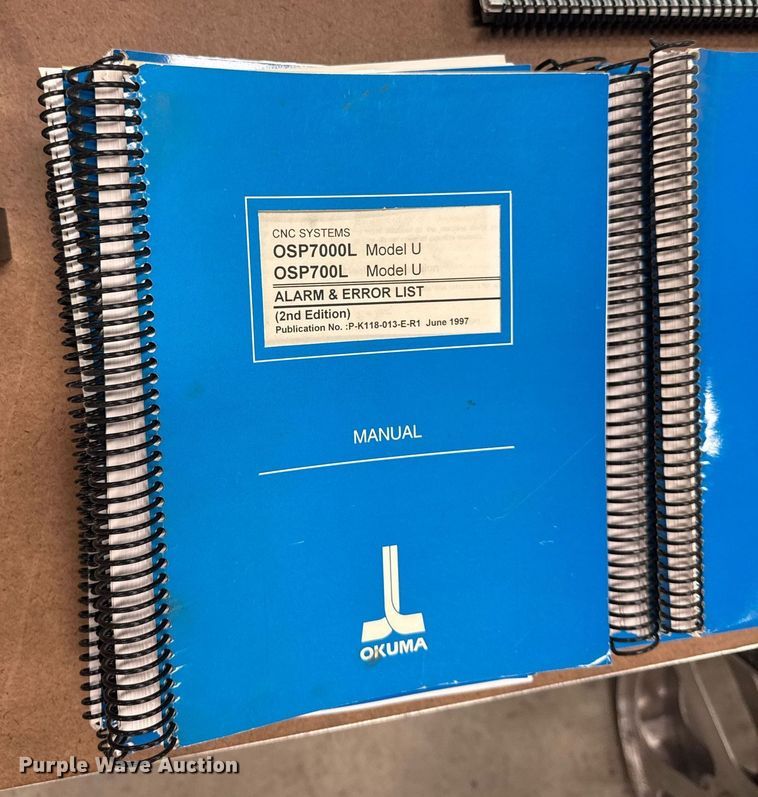 CNC SYSTEMS
OSP7000L Model U
OSP700L Model U
ALARM & ERROR LIST
(2nd Edition)
Publication No. :P-K118-013-E-R1 June 1997
MANUAL
OKUMA
Purple Wave Auction